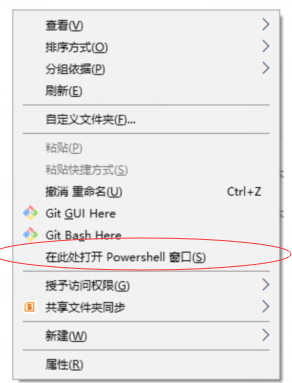 查看(V)
排序方式(O)
分组依据(P)
刷新(E)
自定义文件夹(F)...
粘贴(P)
粘贴快捷方式(S)
撤消 重命名(U) Ctrl+Z
Git GUI Here
Git Bash Here
在此处打开 Powershell 窗口(S)
授予访问权限(G)
共享文件夹同步
新建(W)
属性(R)